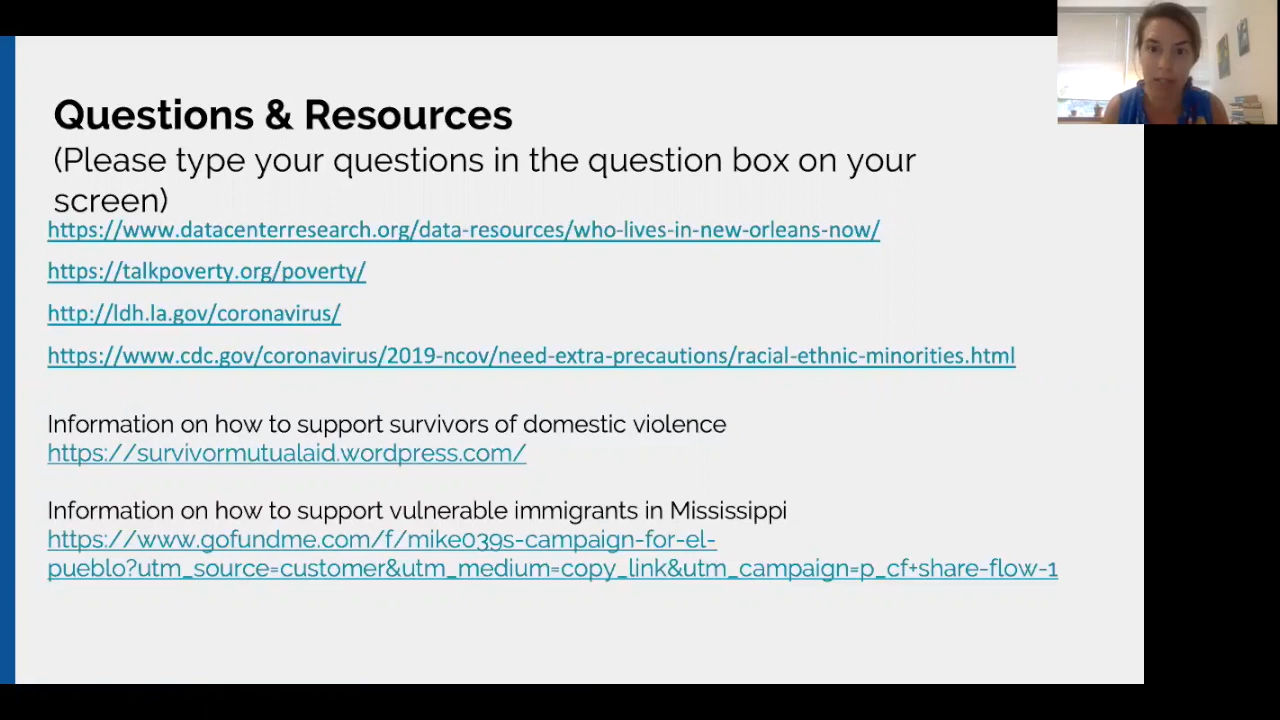 Questions & Resources
(Please type your questions in the question box on your
screen)
https://www.datacenterresearch.org/data-resources/who-lives-in-new-orleans-now/
https://talkpoverty.org/poverty/
http://ldh.la.gov/coronavirus/
https://www.cdc.gov/coronavirus/2019-ncov/need-extra-precautions/racial-ethnic-minorities.html
Information on how to support survivors of domestic violence
https://survivormutualaid.wordpress.com/
Information on how to support vulnerable immigrants in Mississippi
https://www.gofundme.com/f/mike039s-campaign-for-el-
pueblo?utm_source=customer&utm_medium=copy_link&utm_campaign=p_cf+share-flow-1